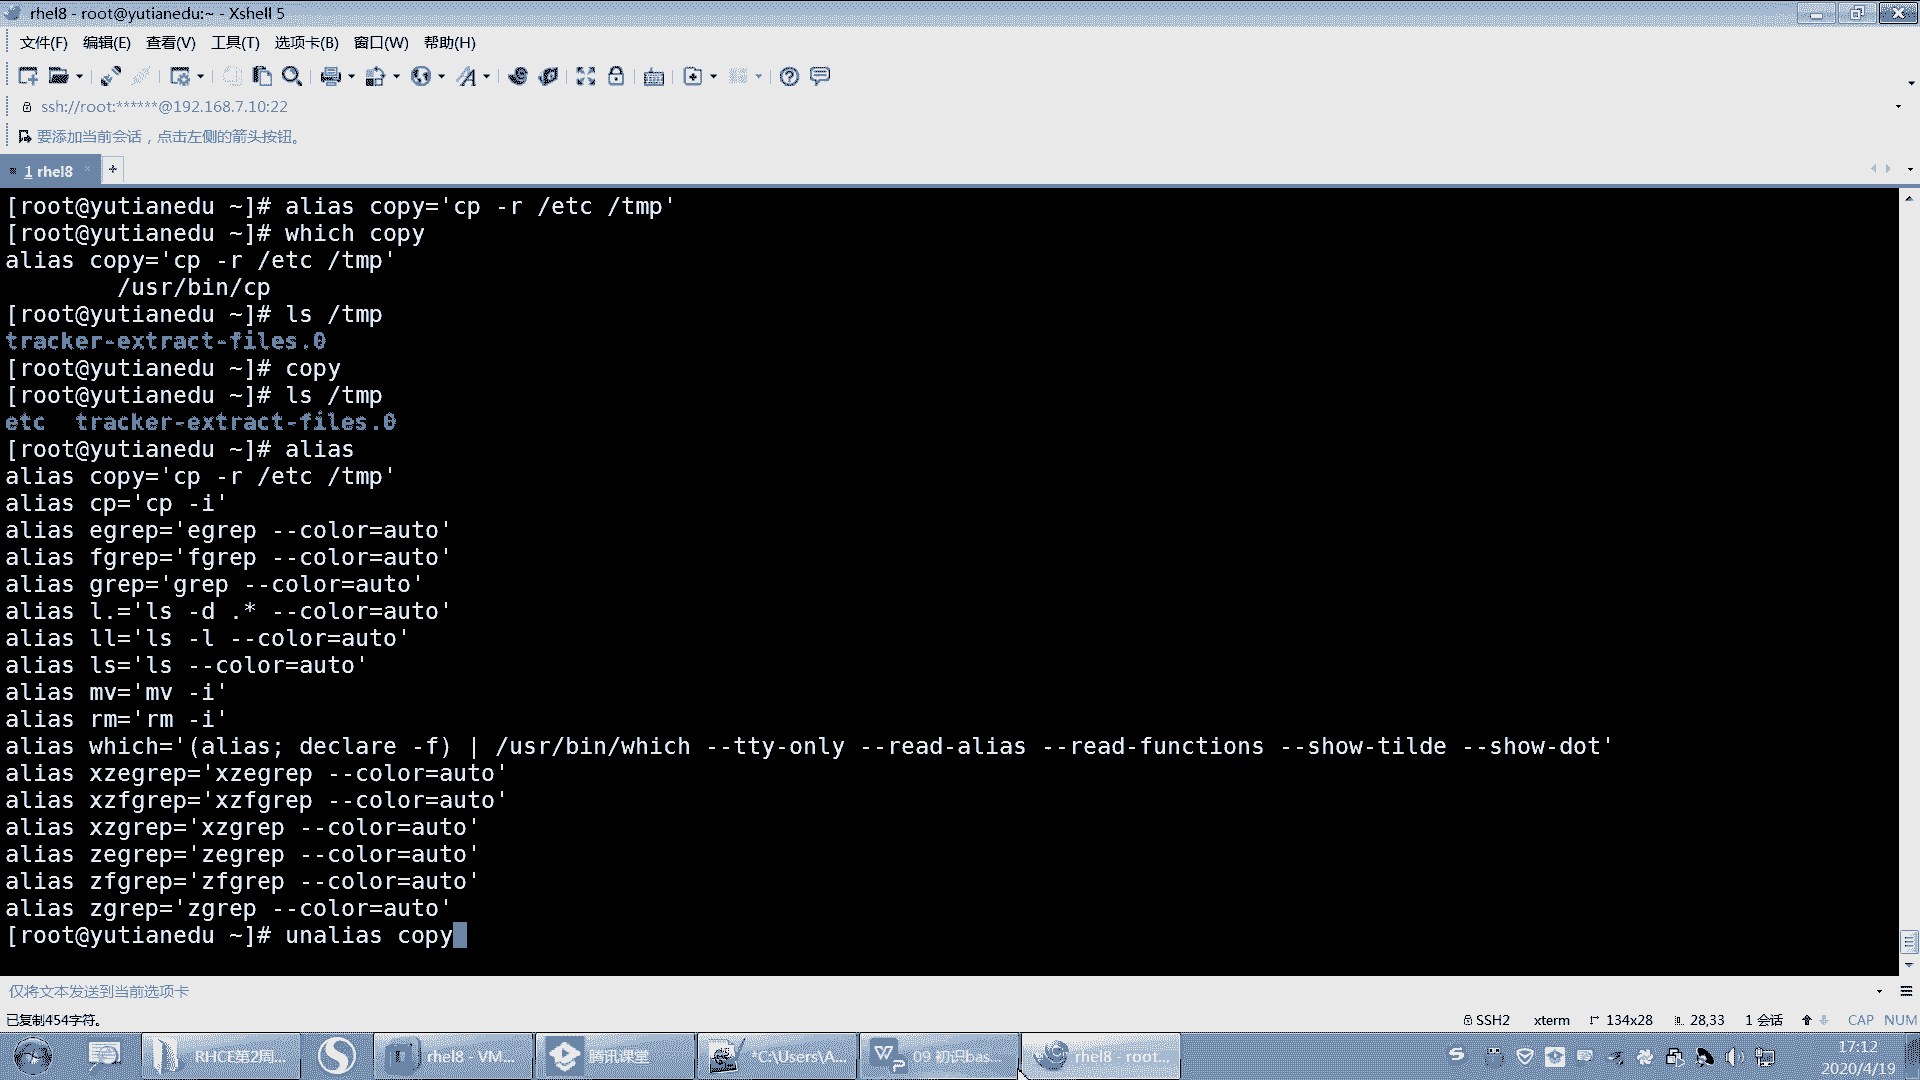 rhel8 - root@yutianedu:~ - Xshell 5
文件(F) 编辑(E) 查看(V) 工具(T) 选项卡(B) 窗口(W) 帮助(H)
ssh://root:******@192.168.7.10:22
要添加当前会话，点击左侧的箭头按钮。
1 rhel8
[root@yutianedu ~]# alias copy='cp -r /etc /tmp'
[root@yutianedu ~]# which copy
alias copy='cp -r /etc /tmp'
/usr/bin/cp
[root@yutianedu ~]# ls /tmp
tracker-extract-files.0
[root@yutianedu ~]# copy
[root@yutianedu ~]# ls /tmp
etc  tracker-extract-files.0
[root@yutianedu ~]# alias
alias copy='cp -r /etc /tmp'
alias cp='cp -i'
alias egrep='egrep --color=auto'
alias fgrep='fgrep --color=auto'
alias grep='grep --color=auto'
alias l.='ls -d .* --color=auto'
alias ll='ls -l --color=auto'
alias ls='ls --color=auto'
alias mv='mv -i'
alias rm='rm -i'
alias which='(alias; declare -f) | /usr/bin/which --tty-only --read-alias --read-functions --show-tilde --show-dot'
alias xzegrep='xzegrep --color=auto'
alias xzfgrep='xzfgrep --color=auto'
alias xzgrep='xzgrep --color=auto'
alias zegrep='zegrep --color=auto'
alias zfgrep='zfgrep --color=auto'
alias zgrep='zgrep --color=auto'
[root@yutianedu ~]# unalias copy
仅将文本发送到当前选项卡
已复制454字符。 SSH2 xterm 134x28 28,33 1 会话 CAP NUM
RHCE第2周... rhel8 - VM... 腾讯课堂 *C:\Users\A... 09 初识bas... rhel8 - root... 17:12
2020/4/19